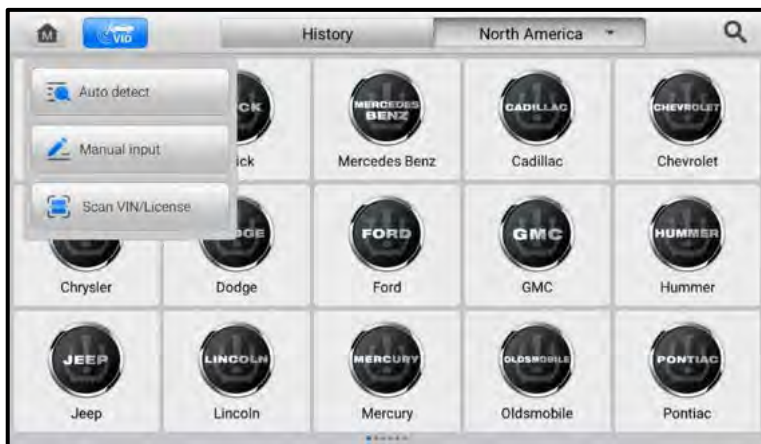 M
VID
History
North America
Auto detect
Manual input
Scan VIN/License
CK
ick
MERCEDES
BENZ
Mercedes Benz
CADILLAC
Cadillac
CHEVROLET
Chevrolet
Chrysler
DGE
Dodge
FORD
Ford
GMC
GMC
HUMMER
Hummer
JEEP
Jeep
LINCOLN
Lincoln
MERCURY
Mercury
OLDSMOBILE
Oldsmobile
PONTIAC
Pontiac